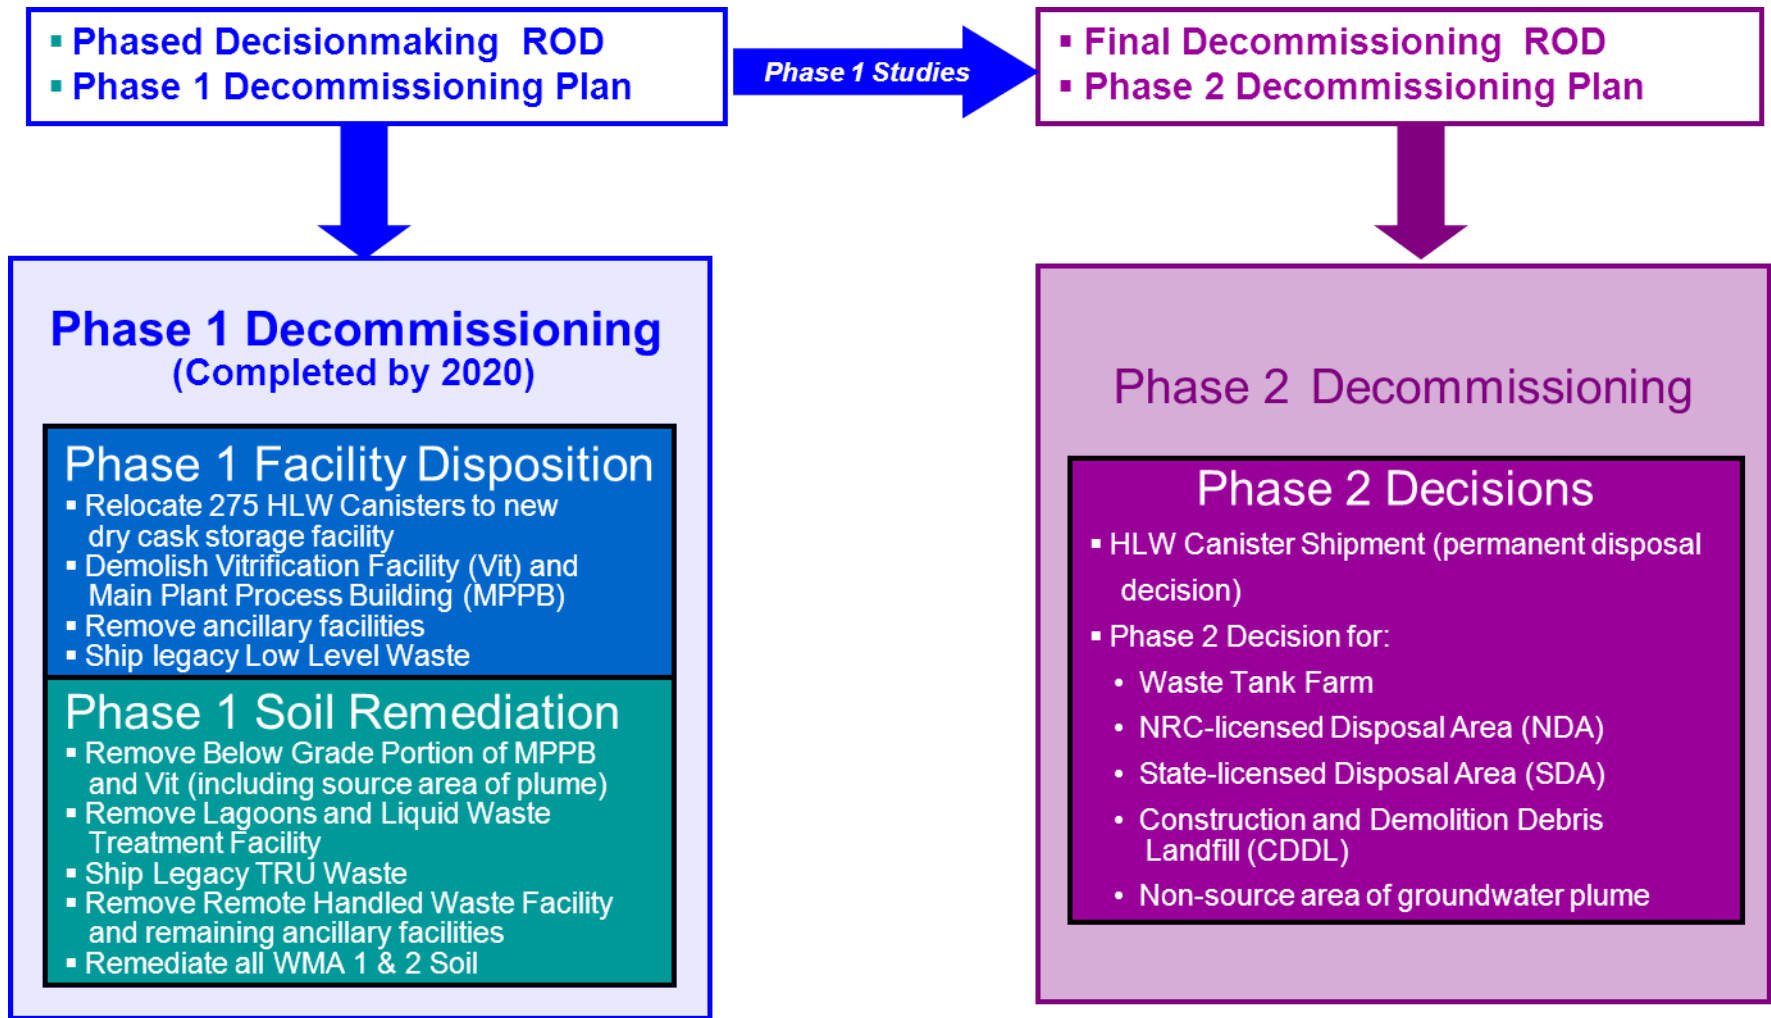 ▪ Phased Decisionmaking ROD
▪ Phase 1 Decommissioning Plan
Phase 1 Studies
▪ Final Decommissioning ROD
▪ Phase 2 Decommissioning Plan
Phase 1 Decommissioning
(Completed by 2020)
Phase 1 Facility Disposition
▪ Relocate 275 HLW Canisters to new
dry cask storage facility
▪ Demolish Vitrification Facility (Vit) and
Main Plant Process Building (MPPB)
▪ Remove ancillary facilities
▪ Ship legacy Low Level Waste
Phase 1 Soil Remediation
▪ Remove Below Grade Portion of MPPB
and Vit (including source area of plume)
▪ Remove Lagoons and Liquid Waste
Treatment Facility
▪ Ship Legacy TRU Waste
▪ Remove Remote Handled Waste Facility
and remaining ancillary facilities
▪ Remediate all WMA 1 & 2 Soil
Phase 2 Decommissioning
Phase 2 Decisions
▪ HLW Canister Shipment (permanent disposal
decision)
▪ Phase 2 Decision for:
• Waste Tank Farm
• NRC-licensed Disposal Area (NDA)
• State-licensed Disposal Area (SDA)
• Construction and Demolition Debris
Landfill (CDDL)
• Non-source area of groundwater plume